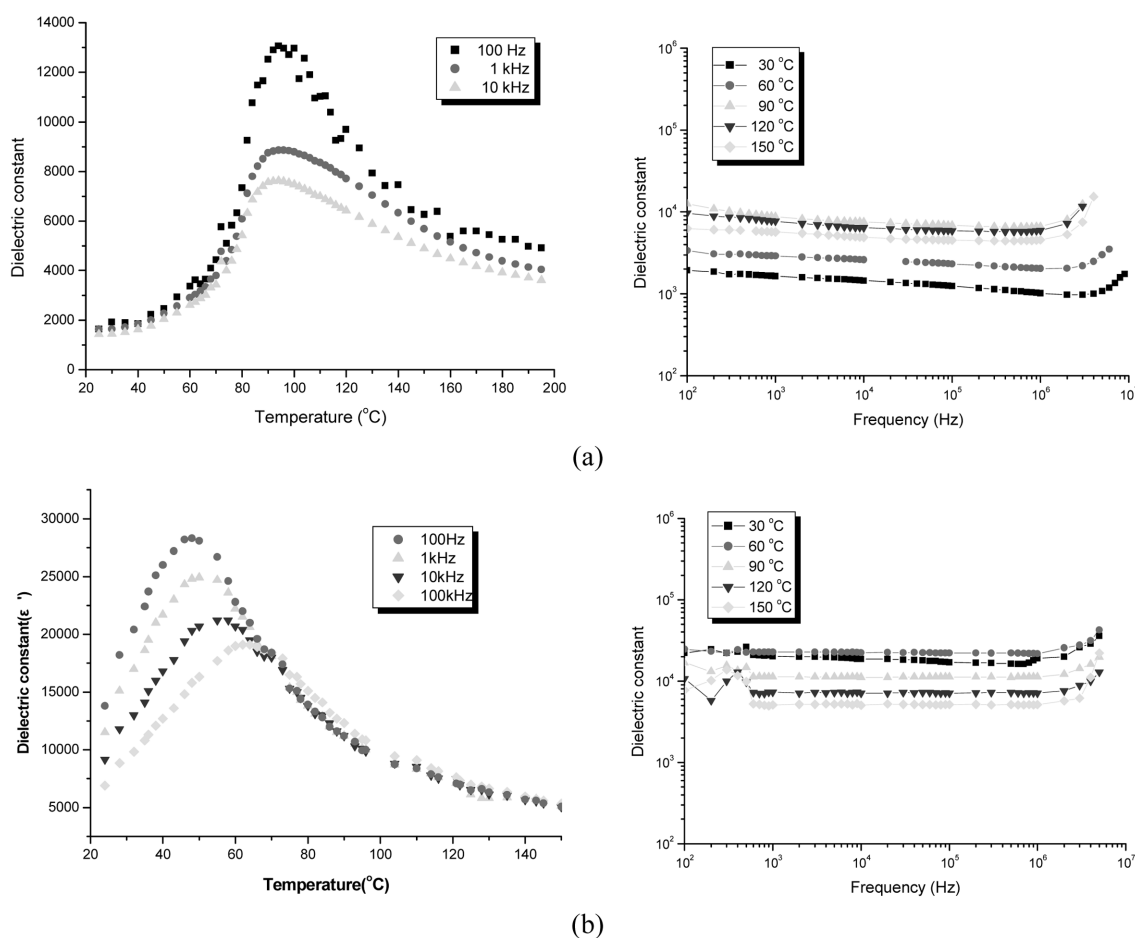 14000
12000
10000
8000
6000
4000
2000
0
Dielectric constant
100 Hz
1 kHz
10 kHz
20 40 60 80 100 120 140 160 180 200
Temperature (°C)
10⁶
10⁵
10⁴
10³
10²
Dielectric constant
30 °C
60 °C
90 °C
120 °C
150 °C
10² 10³ 10⁴ 10⁵ 10⁶ 10
Frequency (Hz)
(a)
30000
25000
20000
15000
10000
5000
Dielectric constant(ε ')
100Hz
1kHz
10kHz
100kHz
20 40 60 80 100 120 140
Temperature(°C)
10⁶
10⁵
10⁴
10³
10²
Dielectric constant
30 °C
60 °C
90 °C
120 °C
150 °C
10² 10³ 10⁴ 10⁵ 10⁶ 10⁷
Frequency (Hz)
(b)